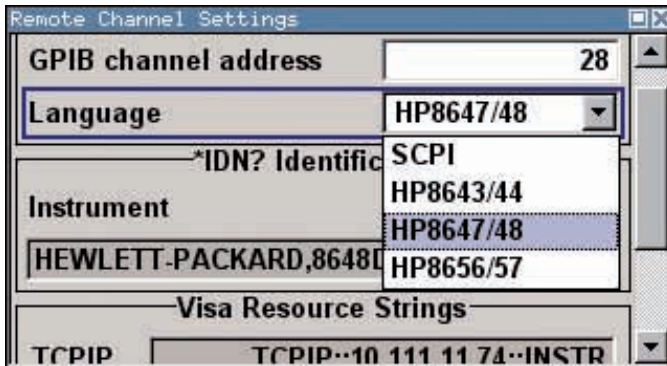 Remote Channel Settings
GPIB channel address 28
Language HP8647/48
SCPI
*IDN? Identific
HP8643/44
Instrument
HP8647/48
HEWLETT-PACKARD,8648D
HP8656/57
Visa Resource Strings
TCPIP TCPIP::10.111.11.74::INSTR